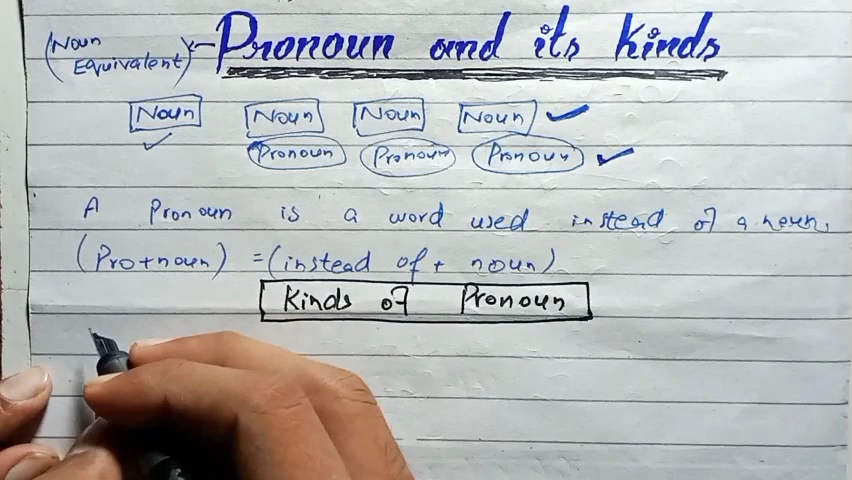 (Noun Equivalent) Pronoun and its kinds
Noun Noun Noun Noun
Pronoun Pronoun Pronoun
A Pronoun is a word used instead of a noun.
(Pro+noun) = (instead of + noun)
Kinds of Pronoun